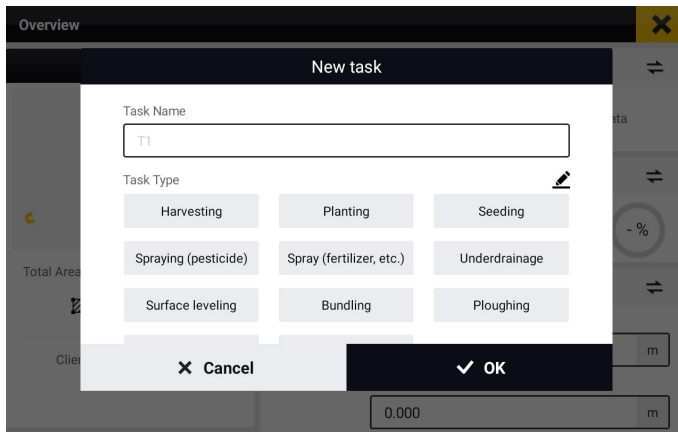 Overview
New task
Task Name
T1
Task Type
Harvesting Planting Seeding
Spraying (pesticide) Spray (fertilizer, etc.) Underdrainage
Surface leveling Bundling Ploughing
Cancel OK
ata
- %
Total Area
Clien
m
0.000 m